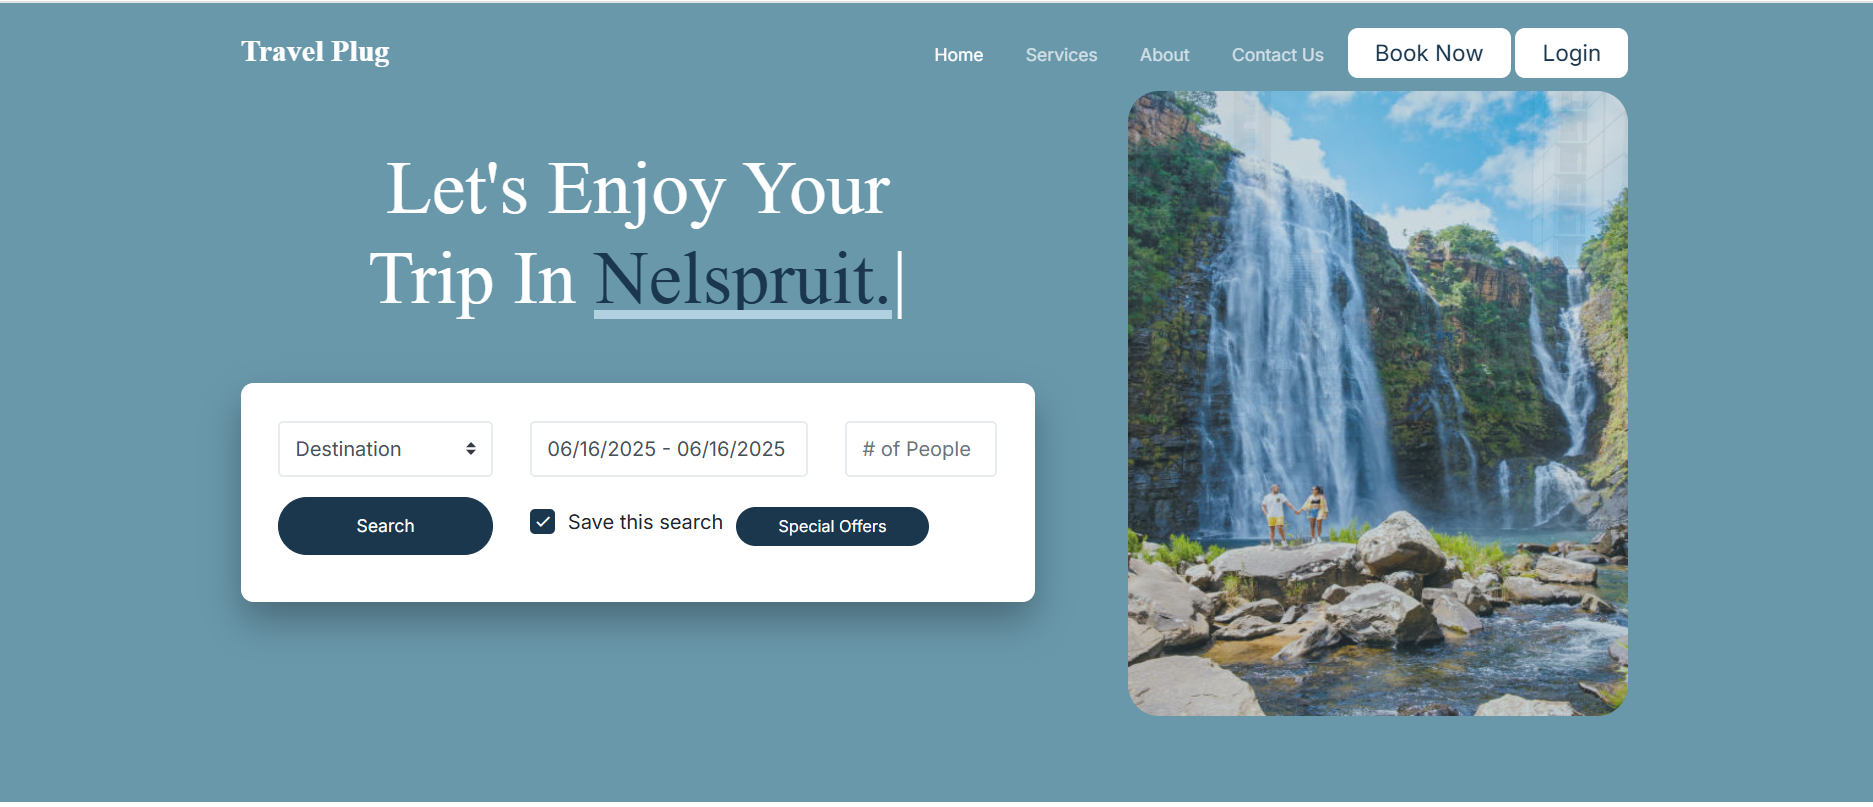 Travel Plug
Home
Services
About
Contact Us
Book Now
Login
Let's Enjoy Your
Trip In Nelspruit.|
Destination
06/16/2025 - 06/16/2025
# of People
Search
Save this search
Special Offers